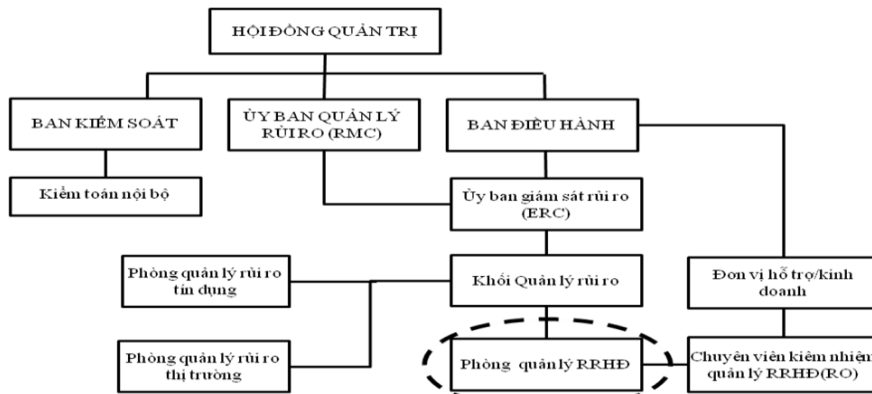 HỘI ĐỒNG QUẢN TRỊ
BAN KIỂM SOÁT
ỦY BAN QUẢN LÝ
RỦI RO (RMC)
BAN ĐIỀU HÀNH
Kiểm toán nội bộ
Ủy ban giám sát rủi ro
(ERC)
Phòng quản lý rủi ro
tín dụng
Khối Quản lý rủi ro
Đơn vị hỗ trợ/kinh
doanh
Phòng quản lý rủi ro
thị trường
Phòng quản lý RRHĐ
Chuyên viên kiêm nhiệm
quản lý RRHĐ(RO)